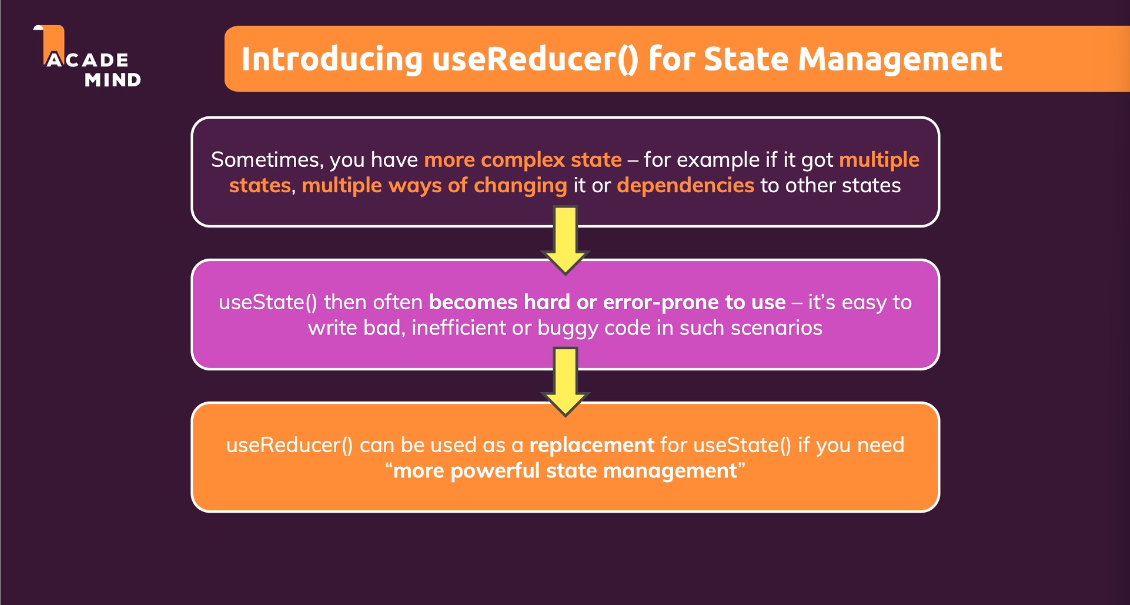 ACADE
MIND
Introducing useReducer() for State Management
Sometimes, you have more complex state – for example if it got multiple
states, multiple ways of changing it or dependencies to other states
useState() then often becomes hard or error-prone to use – it’s easy to
write bad, inefficient or buggy code in such scenarios
useReducer() can be used as a replacement for useState() if you need
“more powerful state management”